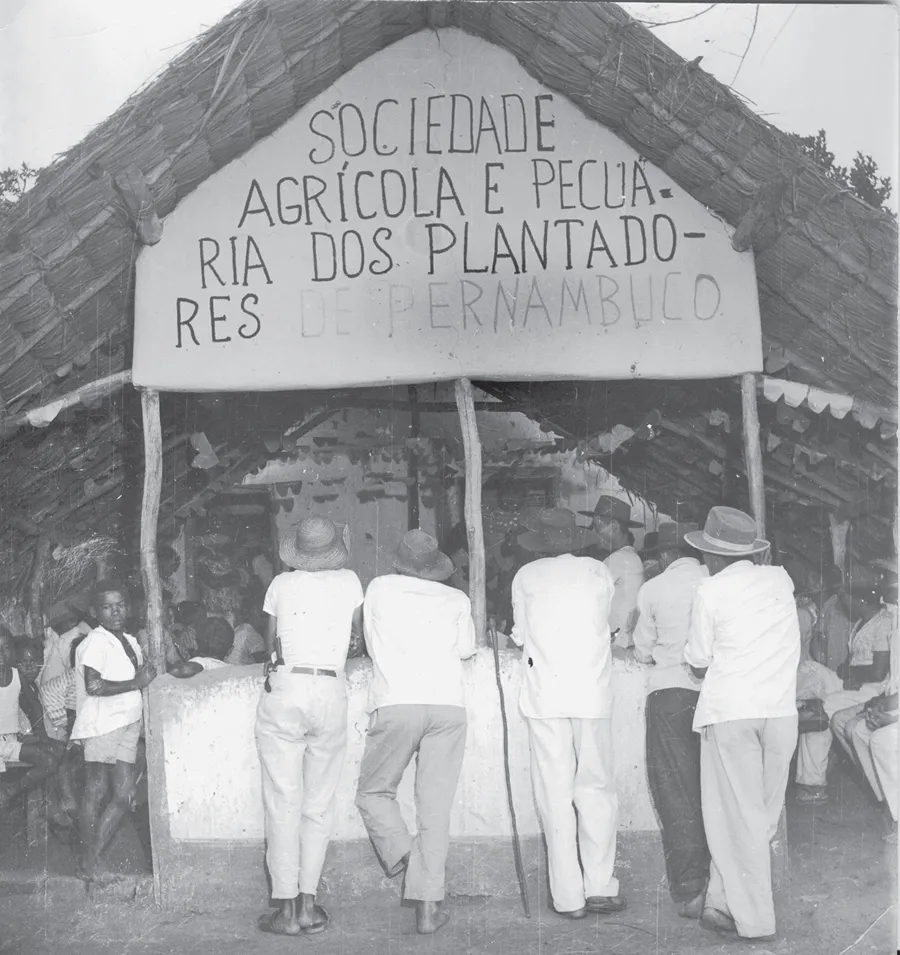 SOCIEDADE
AGRÍCOLA E PECUÁ-
RIA DOS PLANTADO-
RES DE PERNAMBUCO